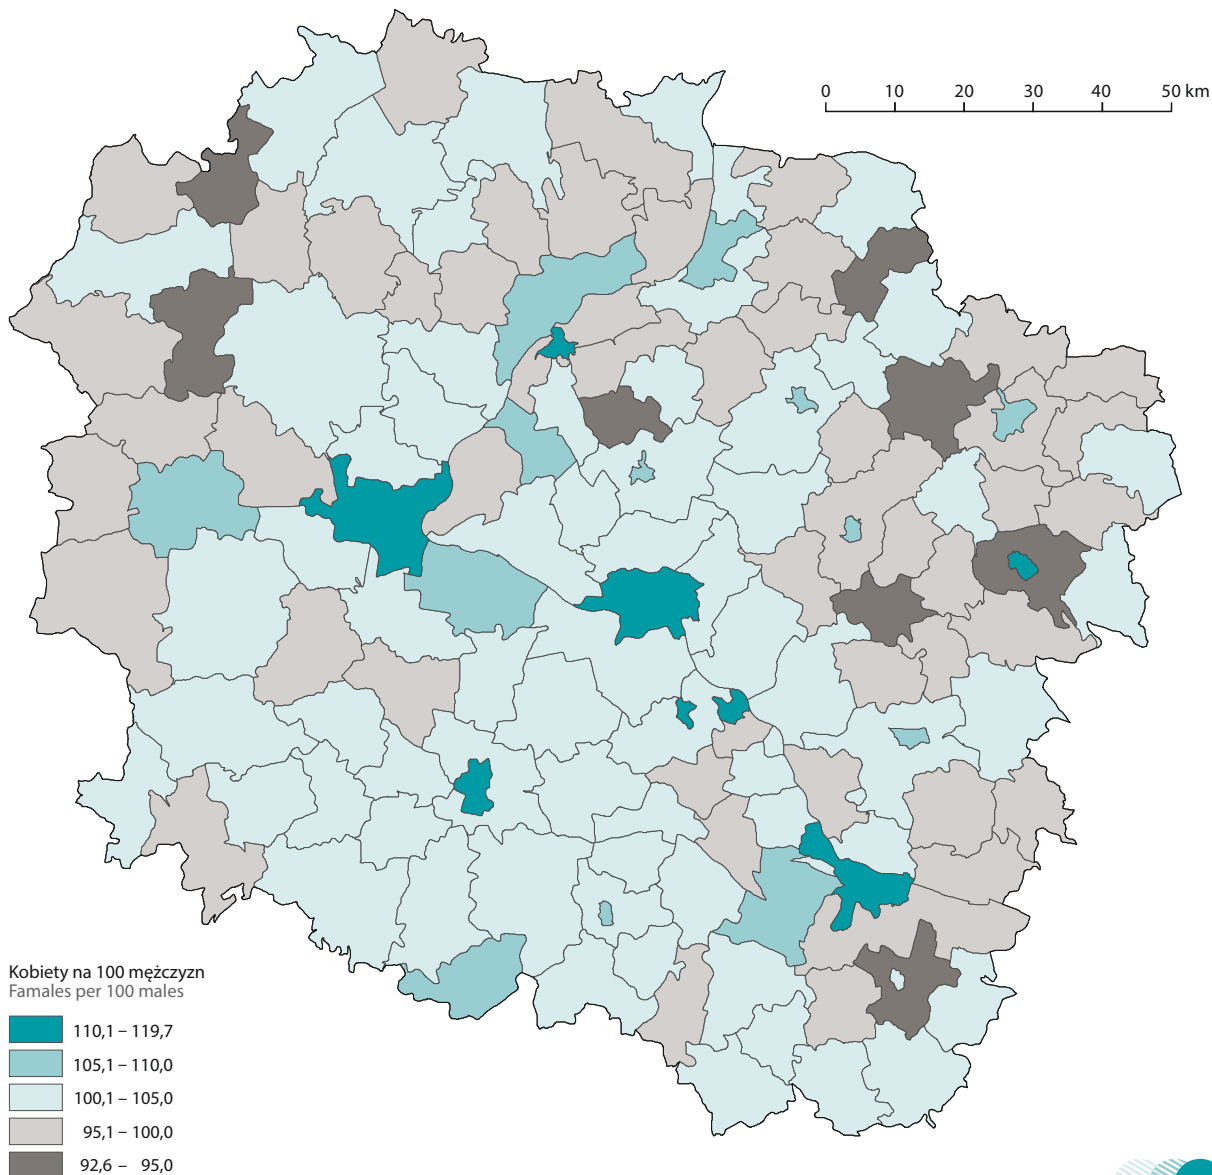 0 10 20 30 40 50 km
Kobiety na 100 mężczyzn
Famales per 100 males
110,1 – 119,7
105,1 – 110,0
100,1 – 105,0
95,1 – 100,0
92,6 – 95,0